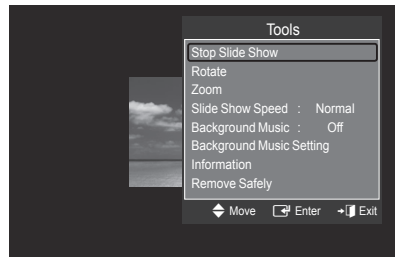 Tools
Stop Slide Show
Rotate
Zoom
Slide Show Speed : Normal
Background Music : Off
Background Music Setting
Information
Remove Safely
Move Enter Exit